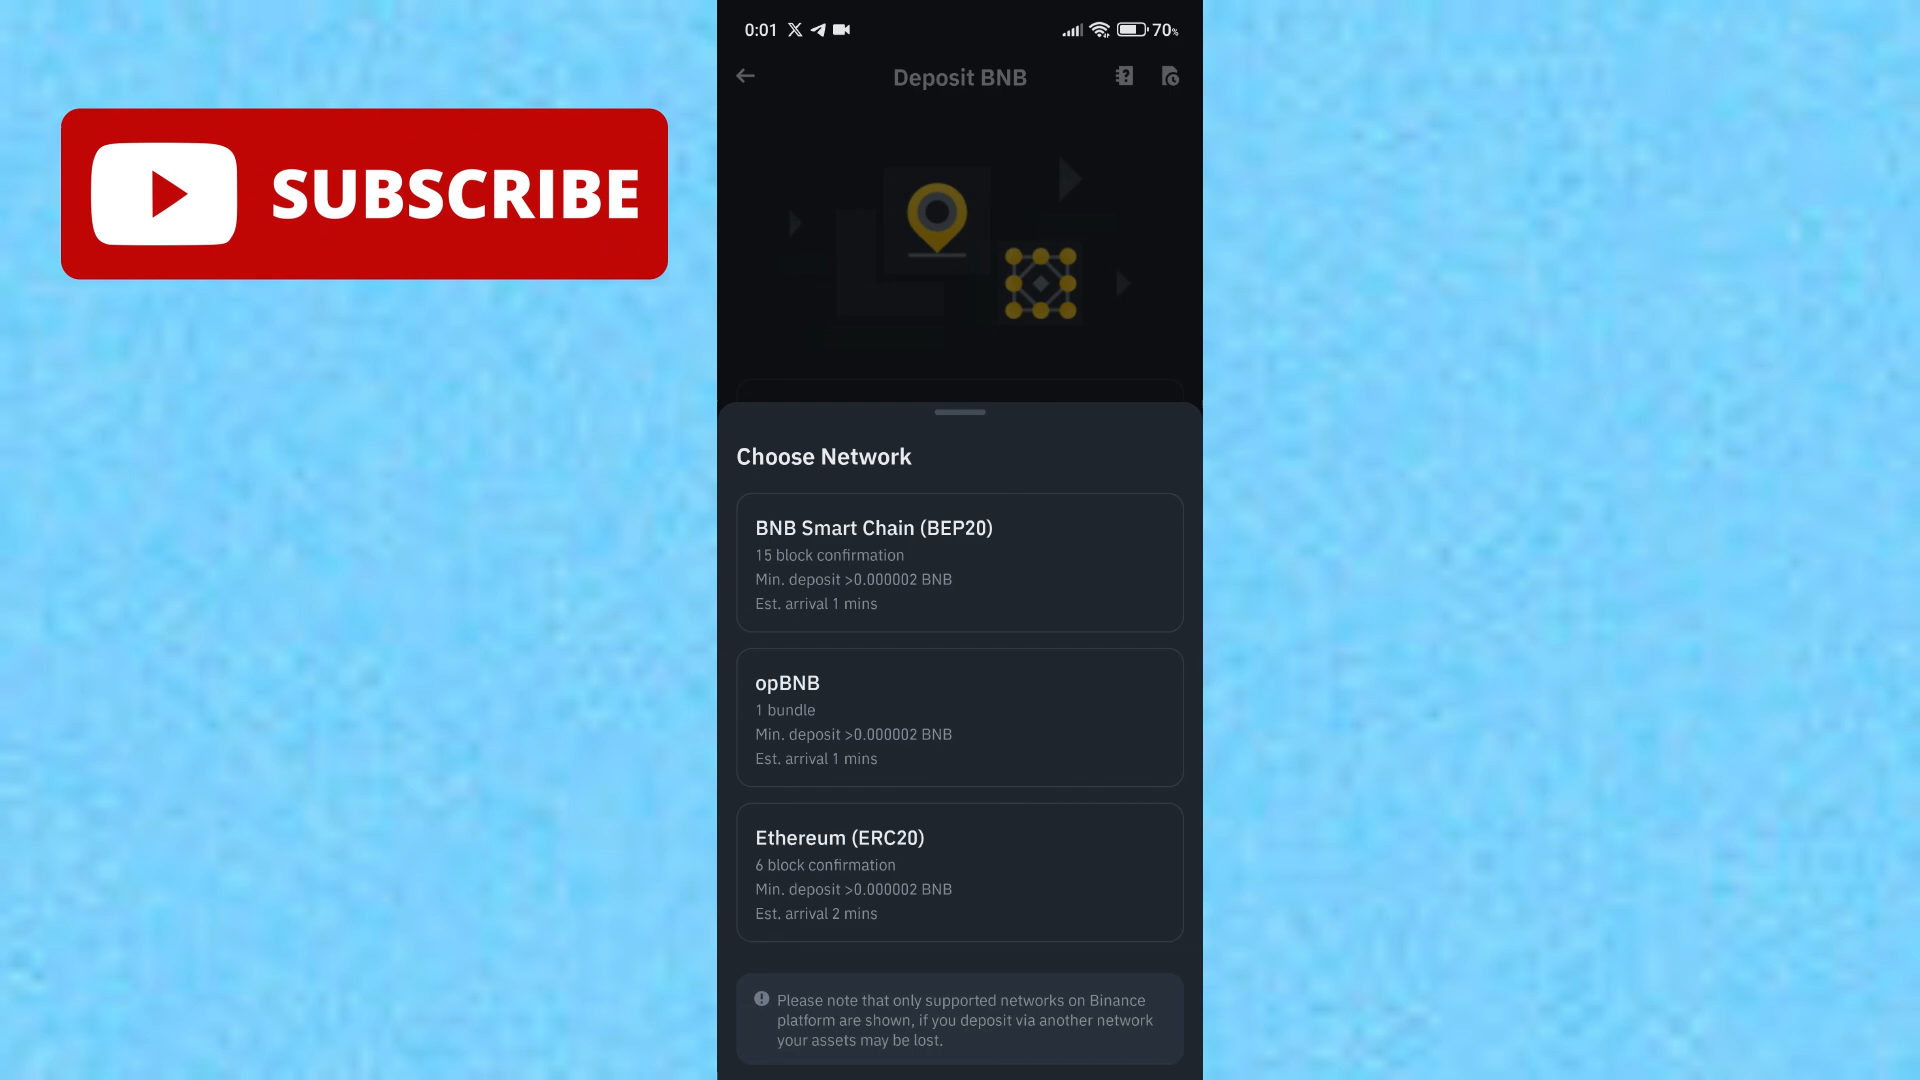 SUBSCRIBE
0:01 70%
Deposit BNB
Choose Network
BNB Smart Chain (BEP20)
15 block confirmation
Min. deposit >0.000002 BNB
Est. arrival 1 mins
opBNB
1 bundle
Min. deposit >0.000002 BNB
Est. arrival 1 mins
Ethereum (ERC20)
6 block confirmation
Min. deposit >0.000002 BNB
Est. arrival 2 mins
Please note that only supported networks on Binance
platform are shown, if you deposit via another network
your assets may be lost.